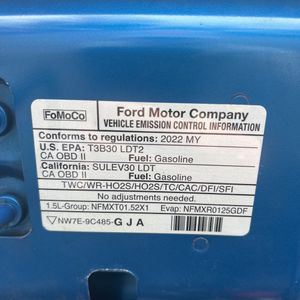 FoMoCo
Ford Motor Company
VEHICLE EMISSION CONTROL INFORMATION
Conforms to regulations: 2022 MY
U.S. EPA: T3B30 LDT2
CA OBD II Fuel: Gasoline
California: SULEV30 LDT
CA OBD II Fuel: Gasoline
TWC/WR-HO2S/HO2S/TC/CAC/DFI/SFI
No adjustments needed.
1.5L-Group: NFMXT01.52X1 Evap: NFMXR0125GDF
NW7E-9C485-GJA